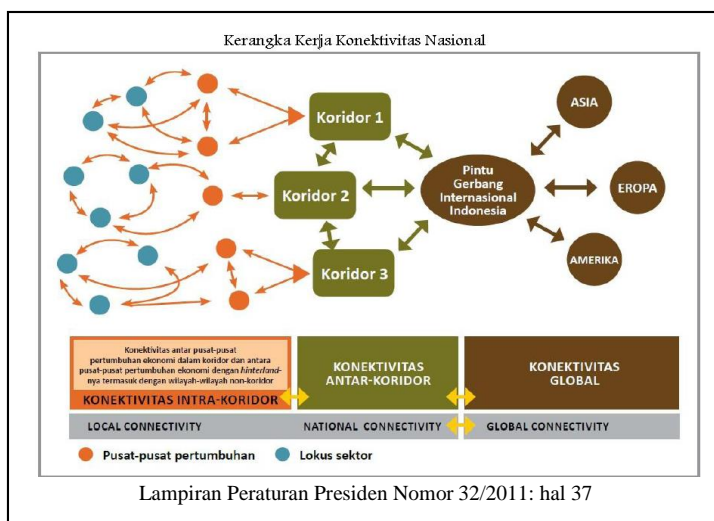 Kerangka Kerja Konektivitas Nasional
Koridor 1
Koridor 2
Koridor 3
Pintu
Gerbang
Internasional
Indonesia
ASIA
EROPA
AMERIKA
Konektivitas antar pusat-pusat
pertumbuhan ekonomi dalam koridor dan antara
pusat-pusat pertumbuhan ekonomi dengan hinterland-
nya termasuk dengan wilayah-wilayah non-koridor
KONEKTIVITAS INTRA-KORIDOR
KONEKTIVITAS
ANTAR-KORIDOR
KONEKTIVITAS
GLOBAL
LOCAL CONNECTIVITY
NATIONAL CONNECTIVITY
GLOBAL CONNECTIVITY
Pusat-pusat pertumbuhan
Lokus sektor
Lampiran Peraturan Presiden Nomor 32/2011: hal 37